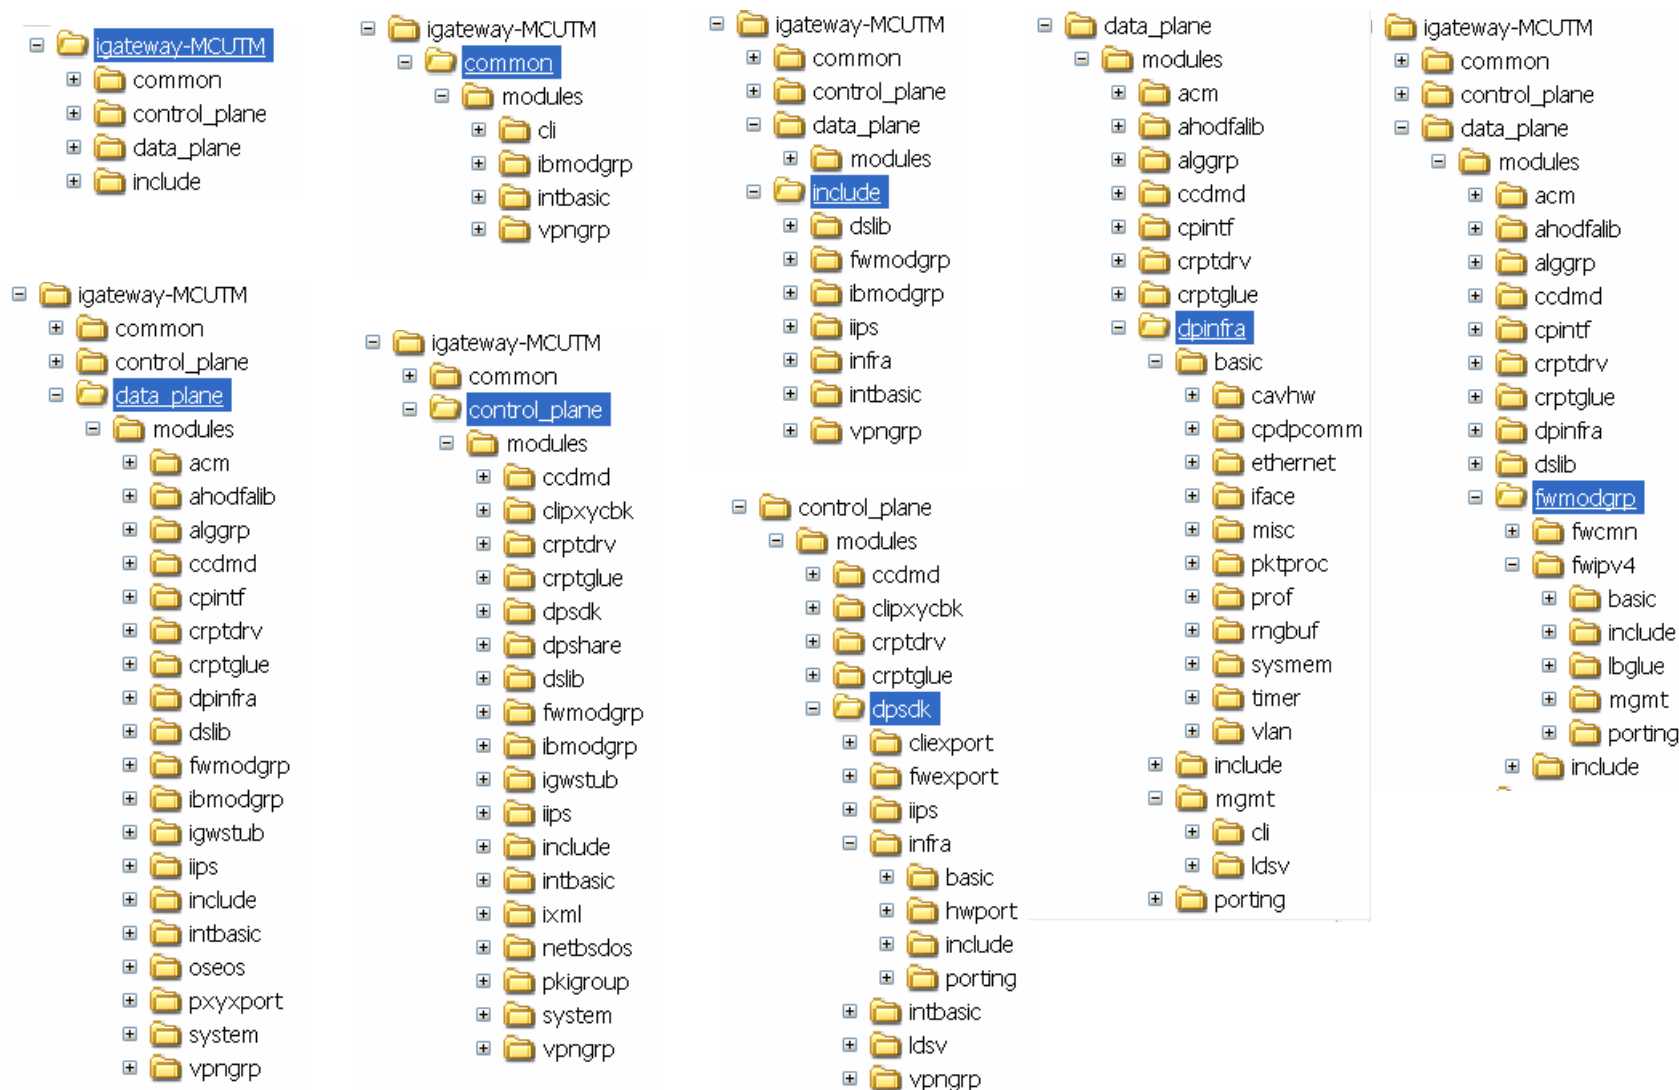 igateway-MCUTM
common
control_plane
data_plane
include
igateway-MCUTM
common
control_plane
data_plane
modules
acm
ahodfalib
alggrp
ccdmd
cpintf
crptdrv
crptglue
dpinfra
dslib
fwmodgrp
ibmodgrp
igwstub
iips
include
intbasic
oseos
pxyxport
system
vpngrp
igateway-MCUTM
common
modules
cli
ibmodgrp
intbasic
vpngrp
igateway-MCUTM
common
control_plane
modules
ccdmd
clipxycbk
crptdrv
crptglue
dpsdk
dpshare
dslib
fwmodgrp
ibmodgrp
igwstub
iips
include
intbasic
ixml
netbsdos
pkigroup
system
vpngrp
igateway-MCUTM
common
control_plane
data_plane
modules
include
dslib
fwmodgrp
ibmodgrp
iips
infra
intbasic
vpngrp
control_plane
modules
ccdmd
clipxycbk
crptdrv
crptglue
dpsdk
cliexport
fwexport
iips
infra
basic
hwport
include
porting
intbasic
ldsv
vpngrp
data_plane
modules
acm
ahodfalib
alggrp
ccdmd
cpintf
crptdrv
crptglue
dpinfra
basic
cavhw
cpdpcomm
ethernet
iface
misc
pktproc
prof
rngbuf
sysmem
timer
vlan
include
mgmt
cli
ldsv
porting
igateway-MCUTM
common
control_plane
data_plane
modules
acm
ahodfalib
alggrp
ccdmd
cpintf
crptdrv
crptglue
dpinfra
dslib
fwmodgrp
fwcmn
fwipv4
basic
include
lbglue
mgmt
porting
include